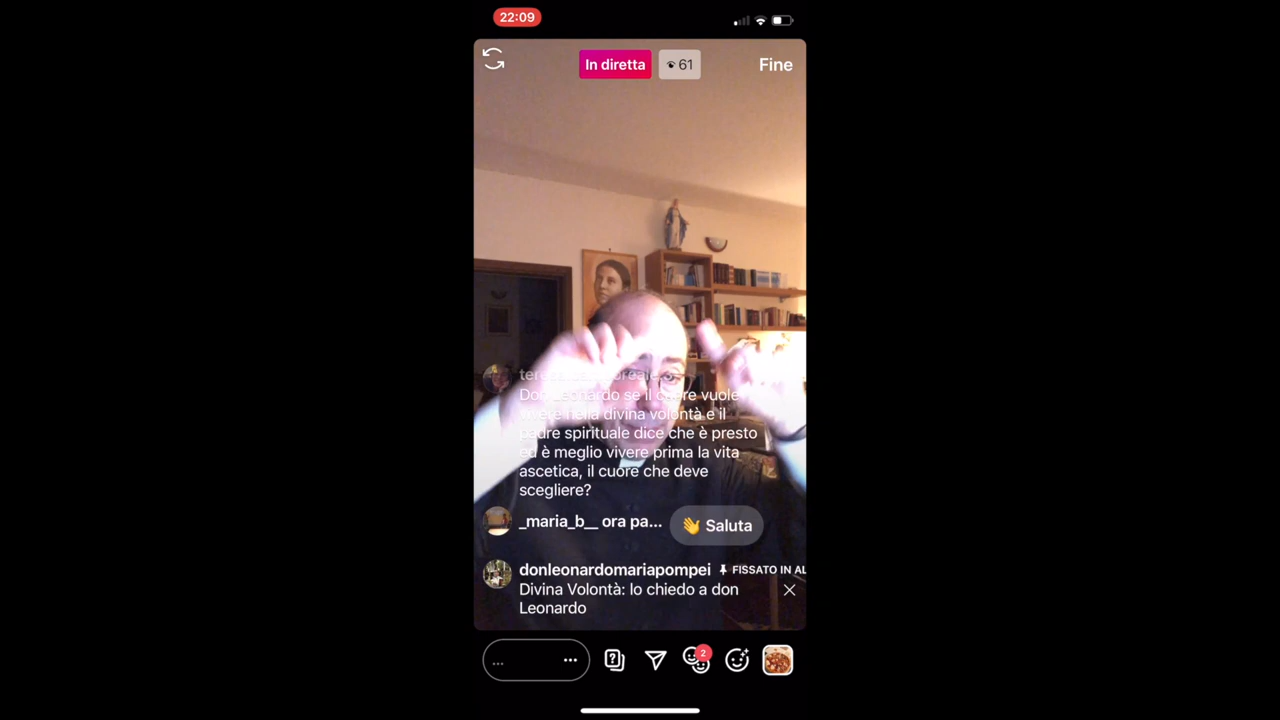 22:09
In diretta
61
Fine
Don Leonardo se il cuore vuole
vivere nella divina volontà e il
padre spirituale dice che è presto
ed è meglio vivere prima la vita
ascetica, il cuore che deve
scegliere?
_maria_b__ ora pa...
👋 Saluta
donleonardomariapompei
FISSATO IN AL
Divina Volontà: lo chiedo a don
Leonardo
...
2